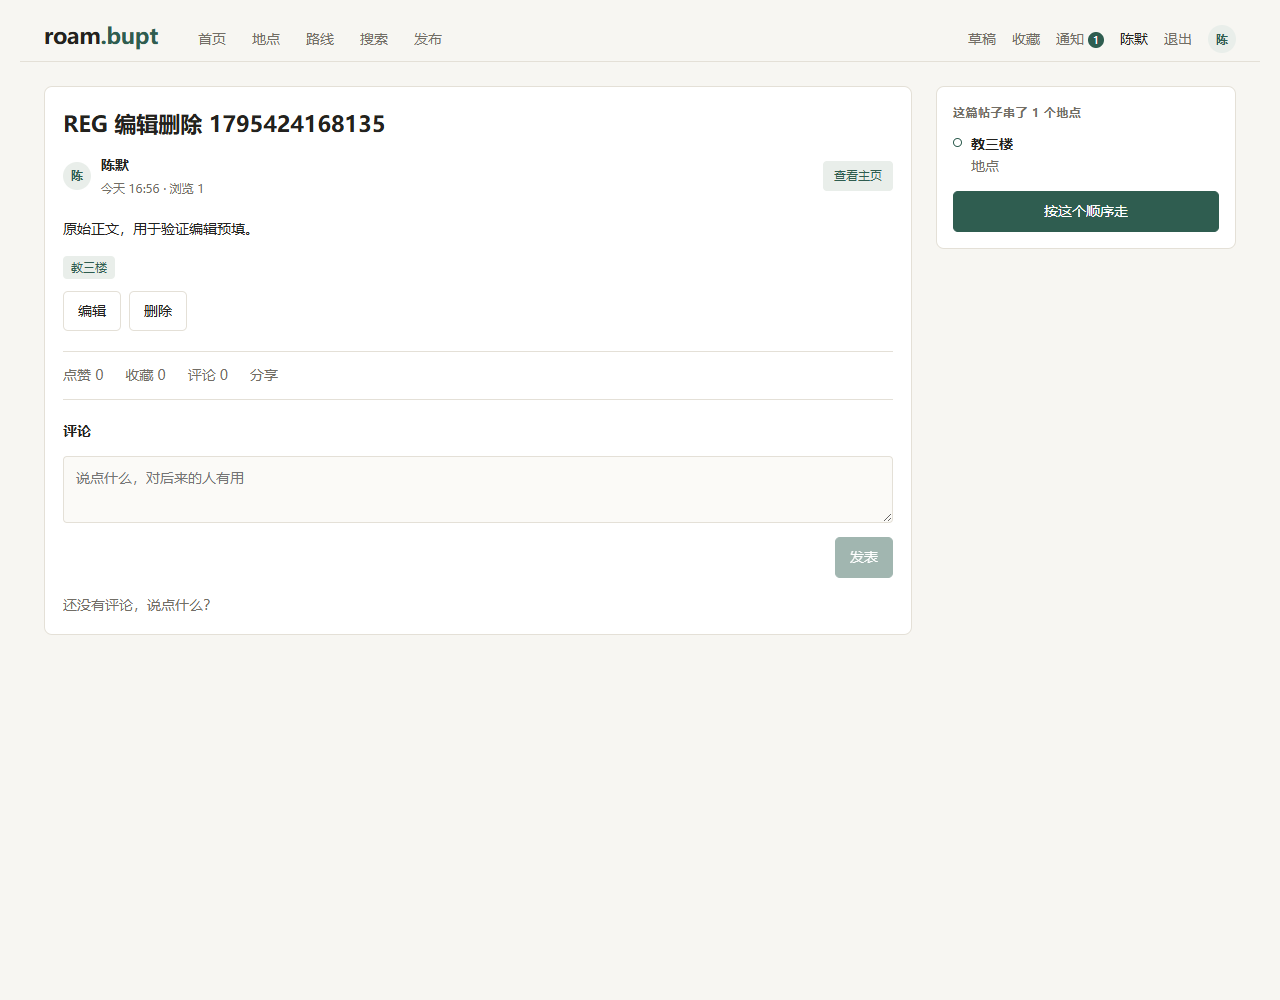 roam.bupt 首页 地点 路线 搜索 发布 草稿 收藏 通知 1 陈默 退出 陈
REG 编辑删除 1795424168135
陈 陈默
今天 16:56 · 浏览 1
查看主页
原始正文，用于验证编辑预填。
教三楼
编辑 删除
点赞 0 收藏 0 评论 0 分享
评论
说点什么，对后来的人有用
发表
还没有评论，说点什么？
这篇帖子串了 1 个地点
教三楼
地点
按这个顺序走